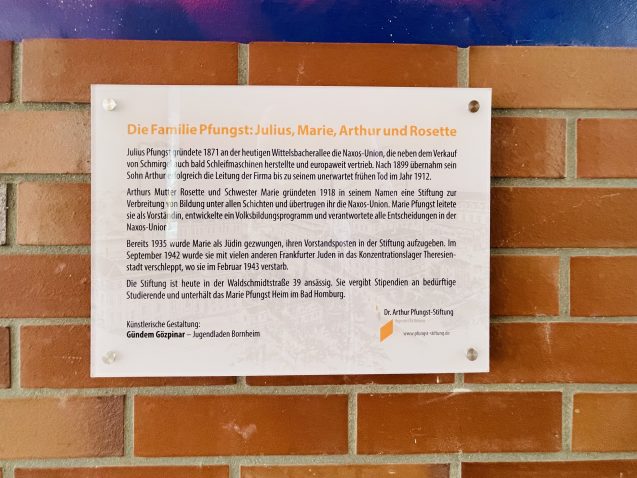 Die Familie Pfungst: Julius, Marie, Arthur und Rosette
Julius Pfungst gründete 1871 an der heutigen Wittelsbacherallee die Naxos-Union, die neben dem Verkauf
von Schmirgel auch bald Schleifmaschinen herstellte und europaweit vertrieb. Nach 1899 übernahm sein
Sohn Arthur erfolgreich die Leitung der Firma bis zu seinem unerwartet frühen Tod im Jahr 1912.
Arthurs Mutter Rosette und Schwester Marie gründeten 1918 in seinem Namen eine Stiftung zur
Verbreitung von Bildung unter allen Schichten und übertrugen ihr die Naxos-Union. Marie Pfungst leitete
sie als Vorständin, entwickelte ein Volksbildungsprogramm und verantwortete alle Entscheidungen in der
Naxos-Union
Bereits 1935 wurde Marie als Jüdin gezwungen, ihren Vorstandsposten in der Stiftung aufzugeben. Im
September 1942 wurde sie mit vielen anderen Frankfurter Juden in das Konzentrationslager Theresien-
stadt verschleppt, wo sie im Februar 1943 verstarb.
Die Stiftung ist heute in der Waldschmidtstraße 39 ansässig. Sie vergibt Stipendien an bedürftige
Studierende und unterhält das Marie Pfungst Heim im Bad Homburg.
Künstlerische Gestaltung:
Gündem Gözpinar – Jugendladen Bornheim
Dr. Arthur Pfungst-Stiftung
www.pfungst-stiftung.de